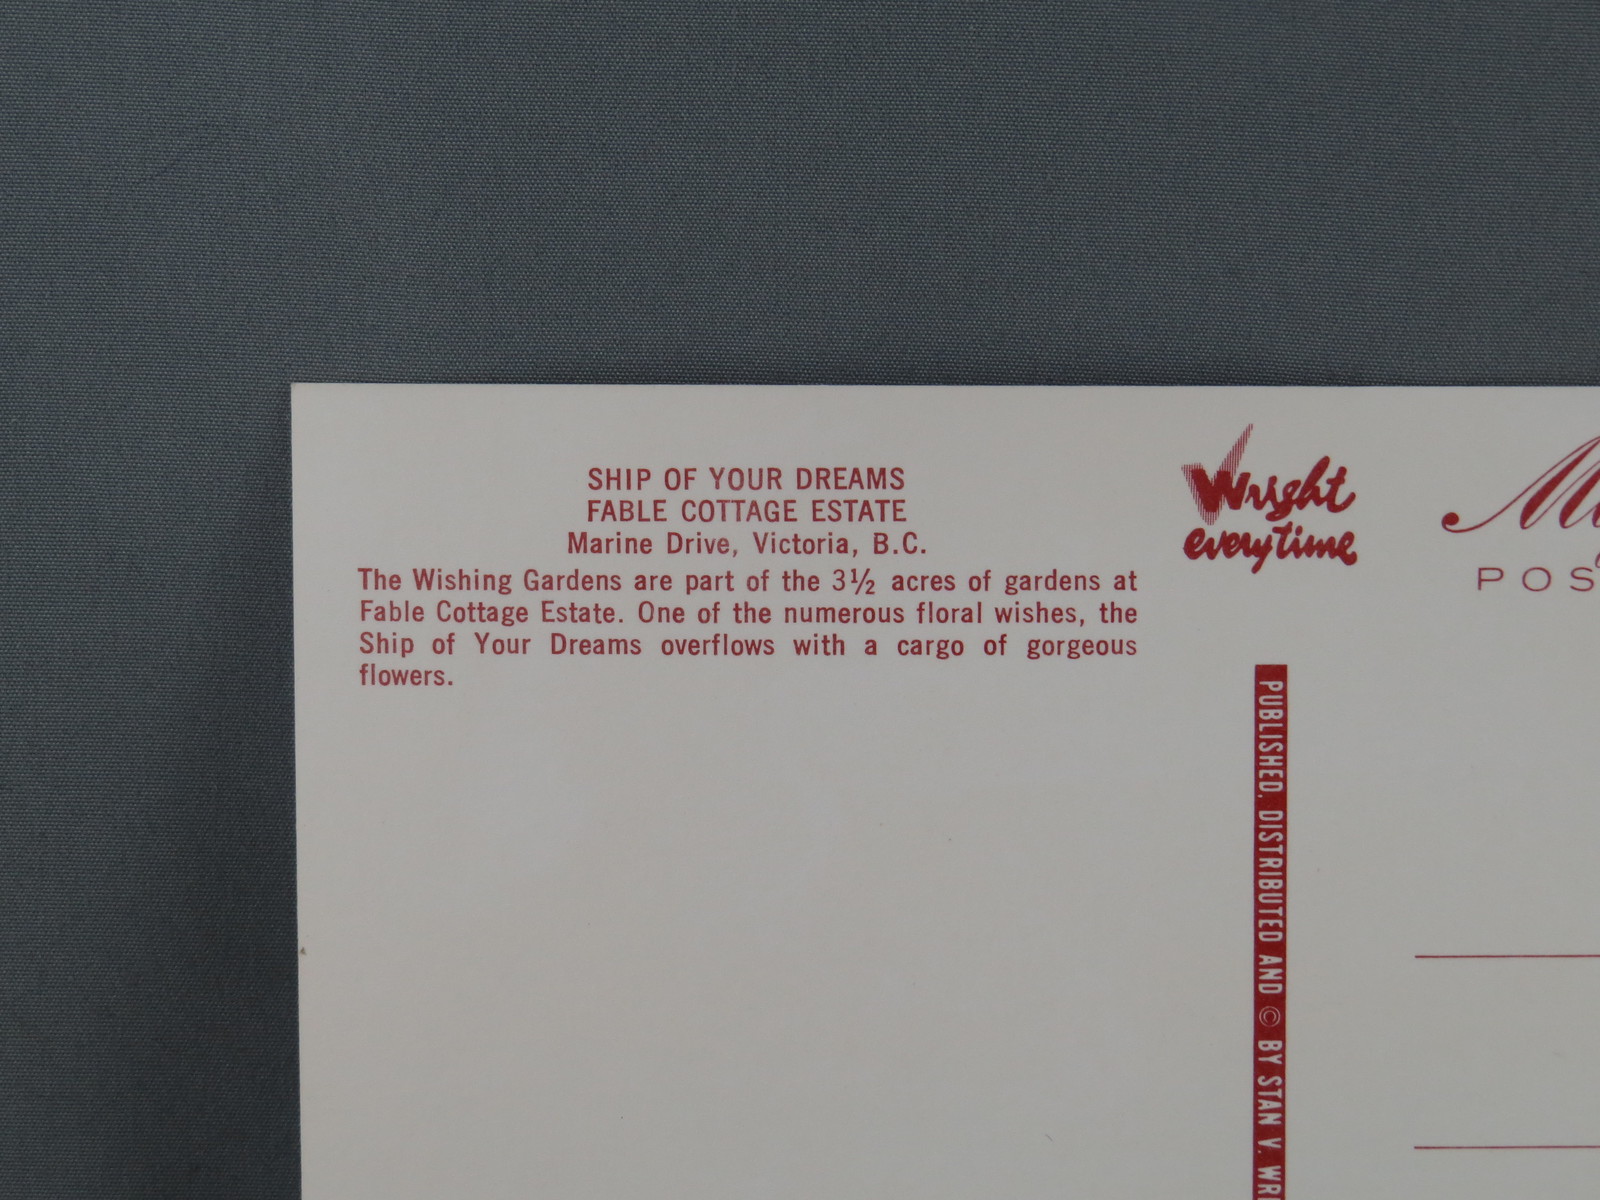 SHIP OF YOUR DREAMS
FABLE COTTAGE ESTATE
Marine Drive, Victoria, B.C.
The Wishing Gardens are part of the 3½ acres of gardens at
Fable Cottage Estate. One of the numerous floral wishes, the
Ship of Your Dreams overflows with a cargo of gorgeous
flowers.
Wright
everytime
POS
PUBLISHED, DISTRIBUTED AND © BY STAN V. WRI